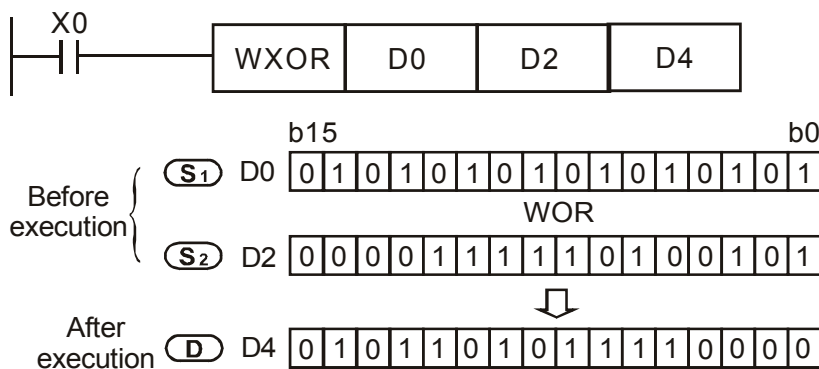 X0
WXOR D0 D2 D4
b15 b0
S1 D0 0 1 0 1 0 1 0 1 0 1 0 1 0 1 0 1
Before
execution
WOR
S2 D2 0 0 0 0 1 1 1 1 1 0 1 0 0 1 0 1
After
execution
D D4 0 1 0 1 1 0 1 0 1 1 1 1 0 0 0 0